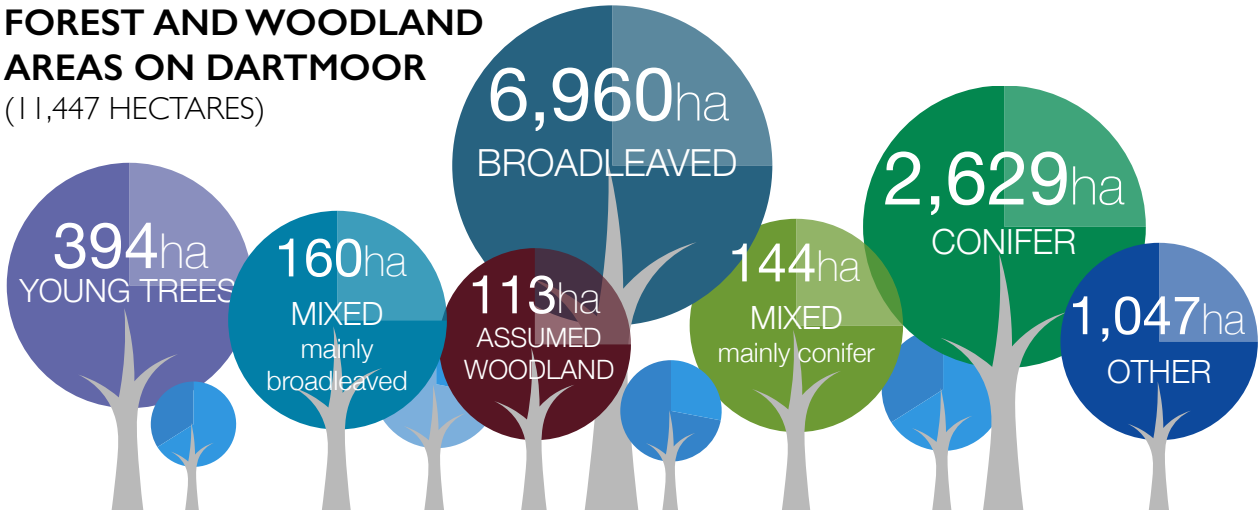 FOREST AND WOODLAND
AREAS ON DARTMOOR
(11,447 HECTARES)
394ha
YOUNG TREES
160ha
MIXED
mainly
broadleaved
6,960ha
BROADLEAVED
113ha
ASSUMED
WOODLAND
144ha
MIXED
mainly conifer
2,629ha
CONIFER
1,047ha
OTHER